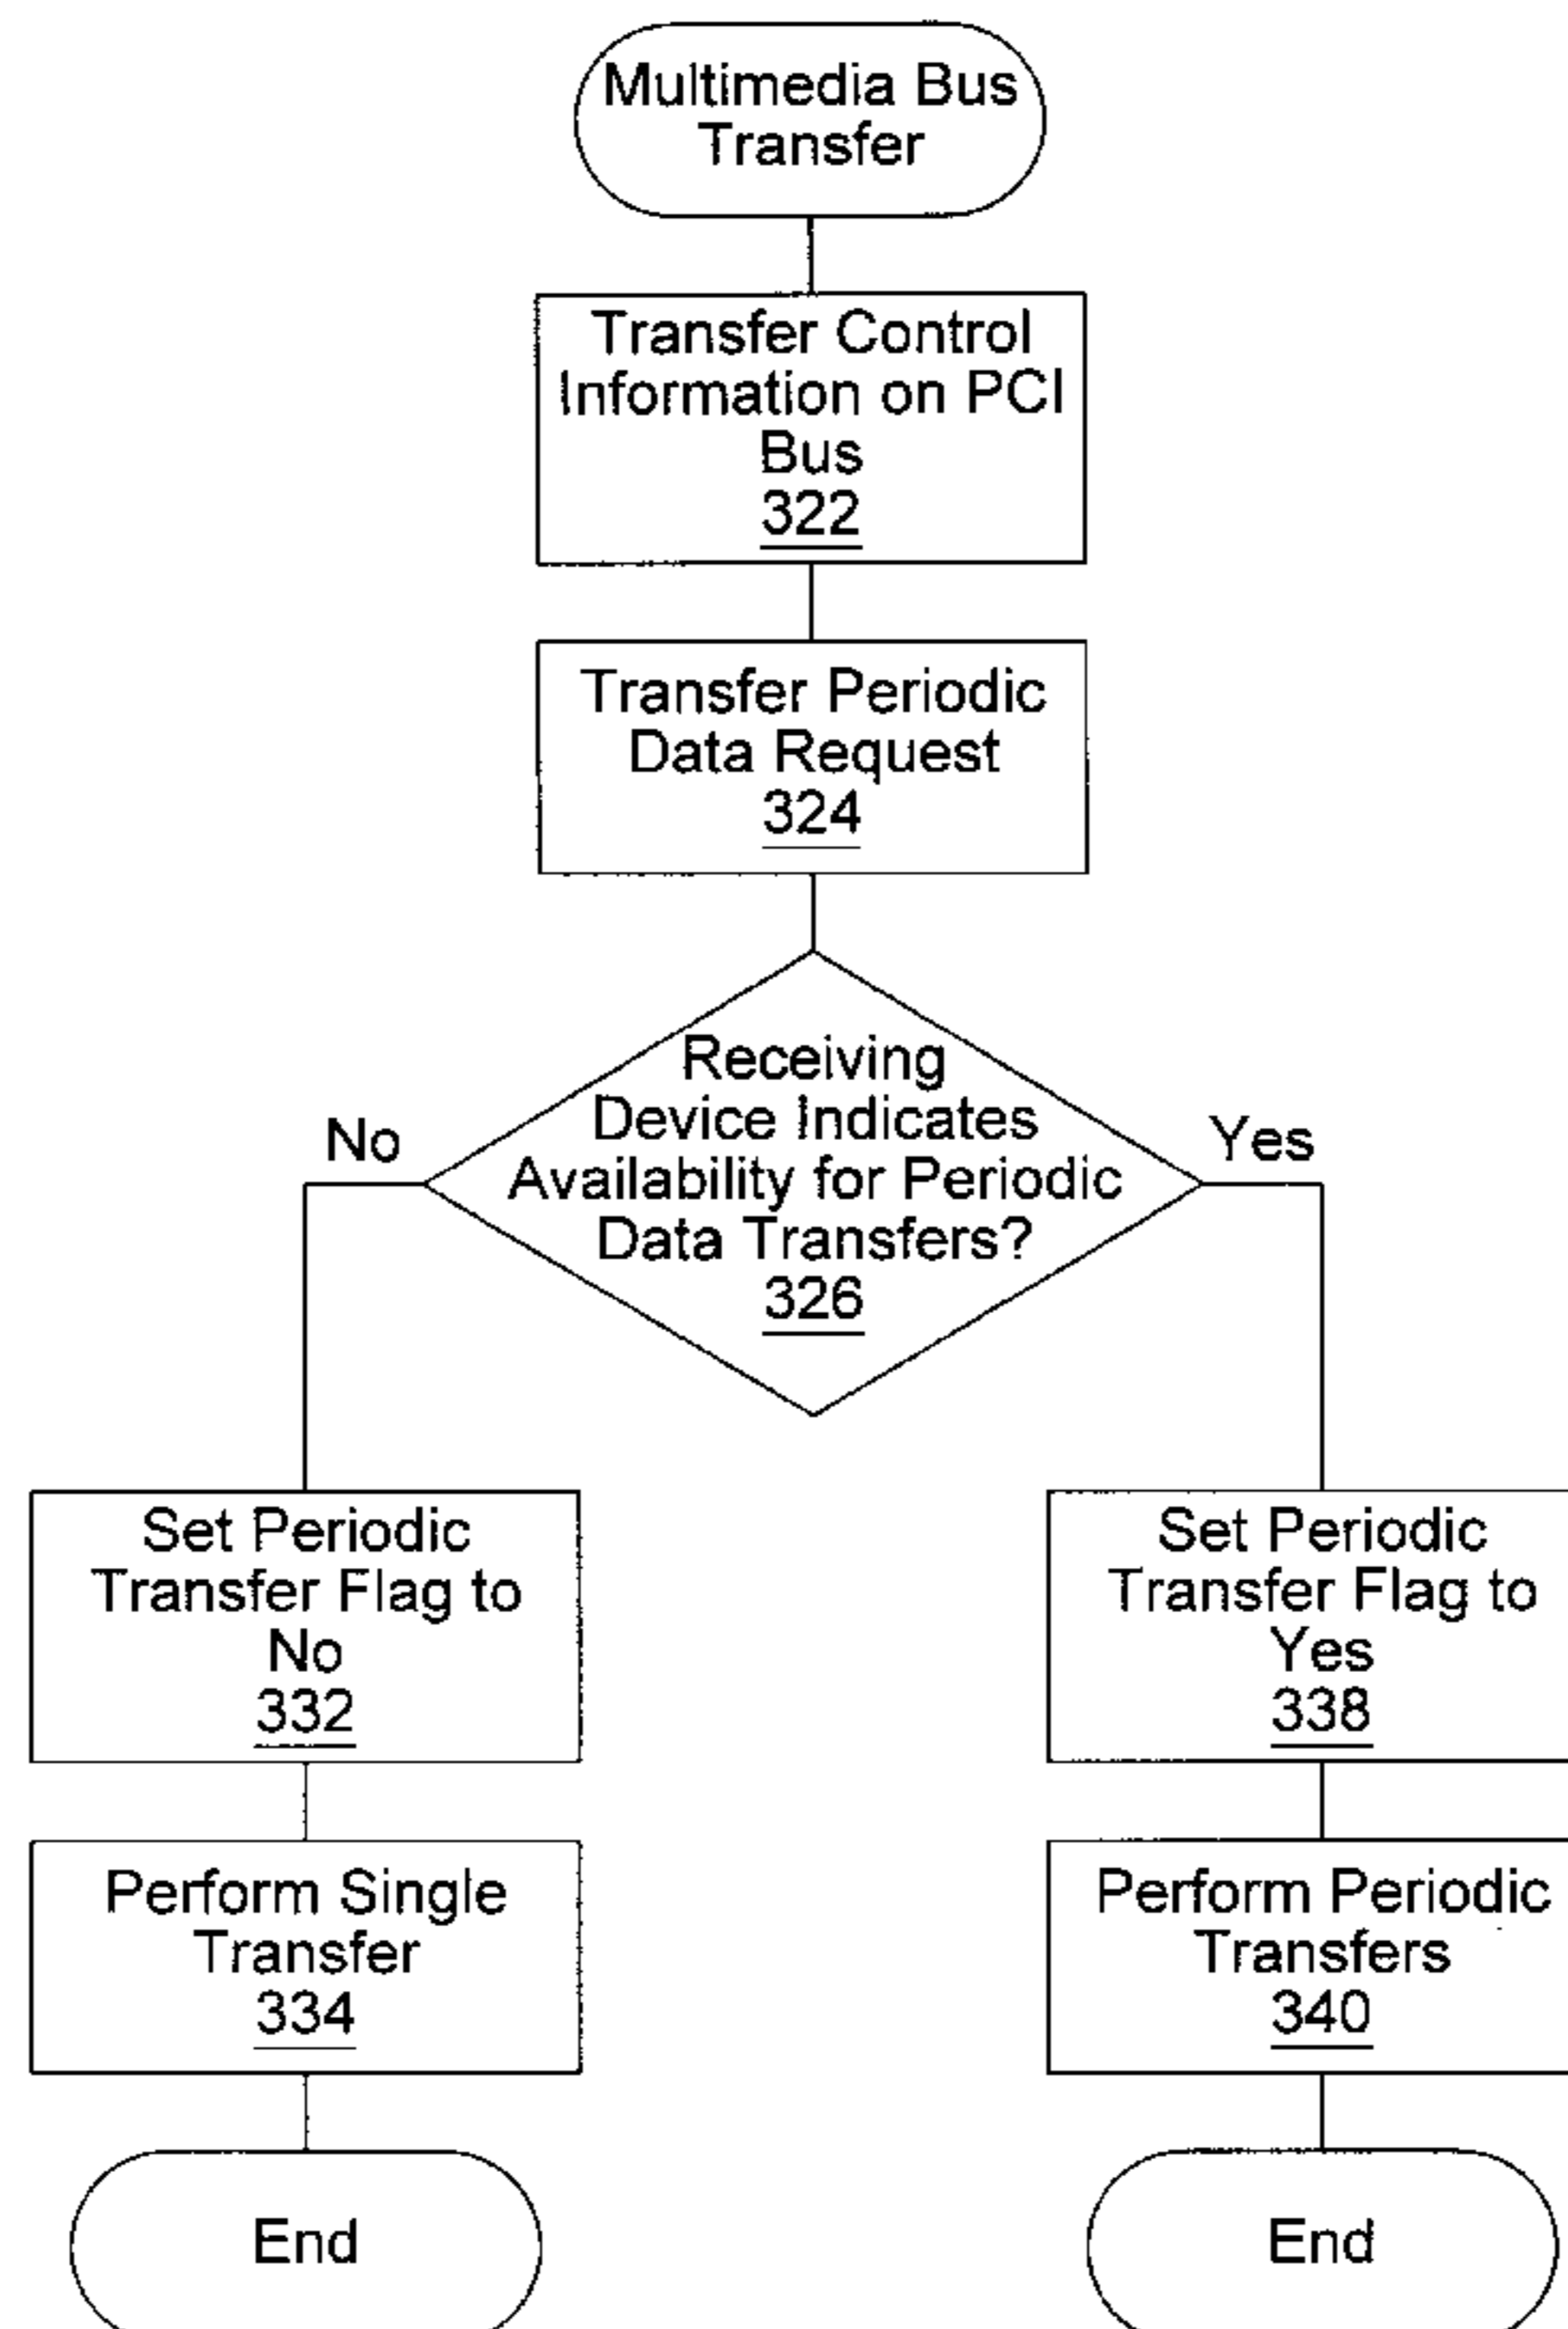 Multimedia Bus
Transfer
Transfer Control
Information on PCI
Bus
322
Transfer Periodic
Data Request
324
Receiving
Device Indicates
Availability for Periodic
Data Transfers?
326
No
Yes
Set Periodic
Transfer Flag to
No
332
Set Periodic
Transfer Flag to
Yes
338
Perform Single
Transfer
334
Perform Periodic
Transfers
340
End
End